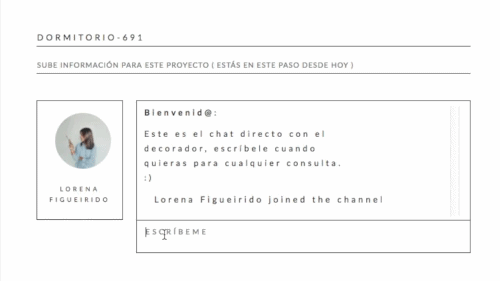 DORMITORIO-691
SUBE INFORMACIÓN PARA ESTE PROYECTO ( ESTÁS EN ESTE PASO DESDE HOY )
Bienvenid@:
Este es el chat directo con el
decorador, escríbele cuando
quieras para cualquier consulta.
:)
Lorena Figueirido joined the channel
LORENA
FIGUEIRIDO
ESCRÍBEME